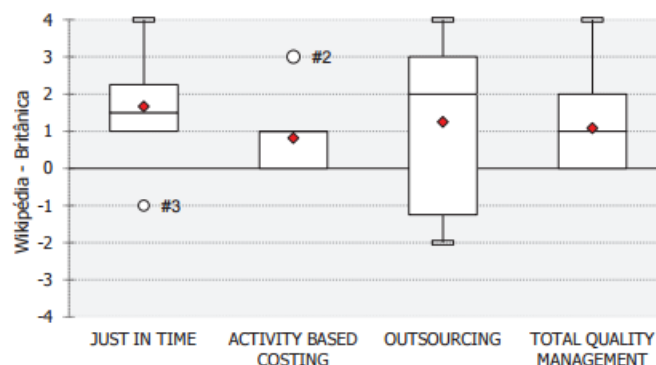 Wikipédia - Britânica
4
3
2
1
0
-1
-2
-3
-4
#3
#2
JUST IN TIME
ACTIVITY BASED
COSTING
OUTSOURCING
TOTAL QUALITY
MANAGEMENT